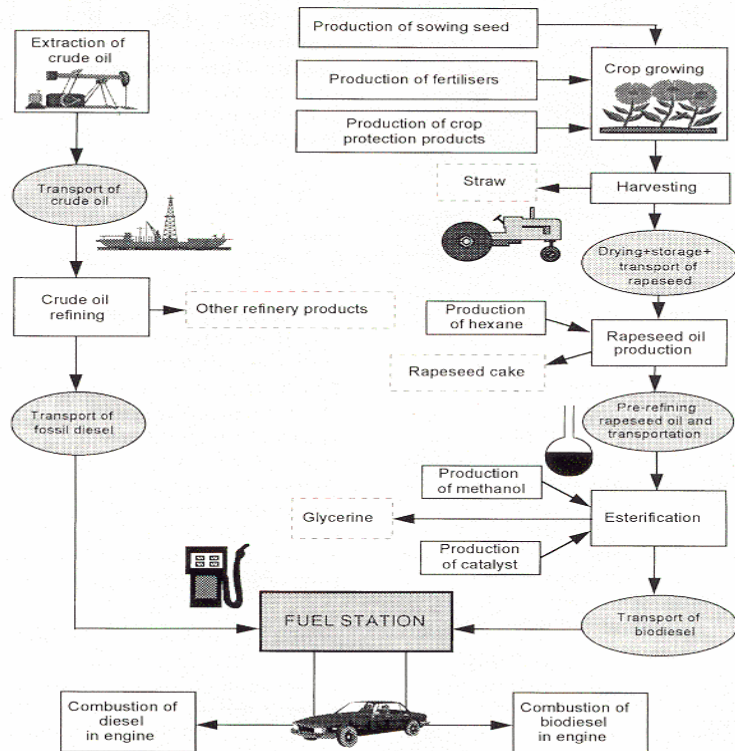 Extraction of
crude oil
Transport of
crude oil
Crude oil
refining
Other refinery products
Transport of
fossil diesel
Production of sowing seed
Production of fertilisers
Production of crop
protection products
Crop growing
Straw
Harvesting
Drying+storage+
transport of
rapeseed
Production
of hexane
Rapeseed oil
production
Rapeseed cake
Pre-refining
rapeseed oil and
transportation
Production
of methanol
Glycerine
Esterification
Production
of catalyst
FUEL STATION
Transport of
biodiesel
Combustion of
diesel
in engine
Combustion of
biodiesel
in engine